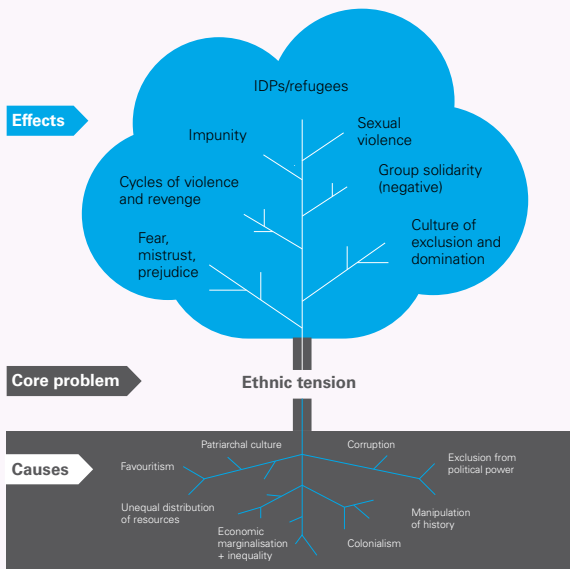 IDPs/refugees
Effects
Sexual
violence
Impunity
Group solidarity
(negative)
Cycles of violence
and revenge
Culture of
exclusion and
domination
Fear,
mistrust,
prejudice
Core problem
Ethnic tension
Causes
Patriarchal culture
Corruption
Favouritism
Exclusion from
political power
Unequal distribution
of resources
Manipulation
of history
Economic
marginalisation
+ inequality
Colonialism